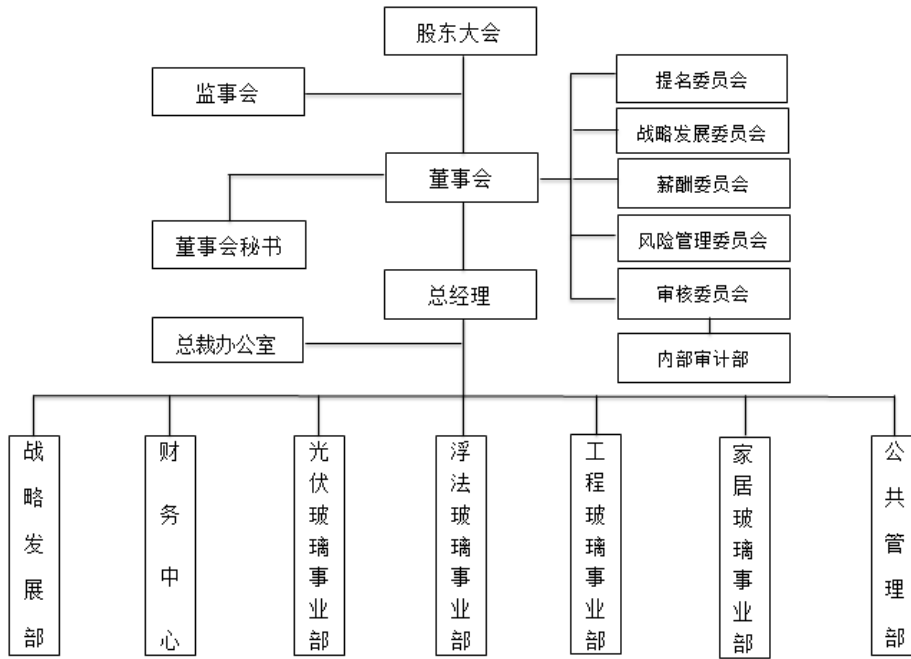 股东大会
监事会
提名委员会
战略发展委员会
董事会
薪酬委员会
董事会秘书
风险管理委员会
总经理
审核委员会
总裁办公室
内部审计部
战略发展部
财务中心
光伏玻璃事业部
浮法玻璃事业部
工程玻璃事业部
家居玻璃事业部
公共管理部